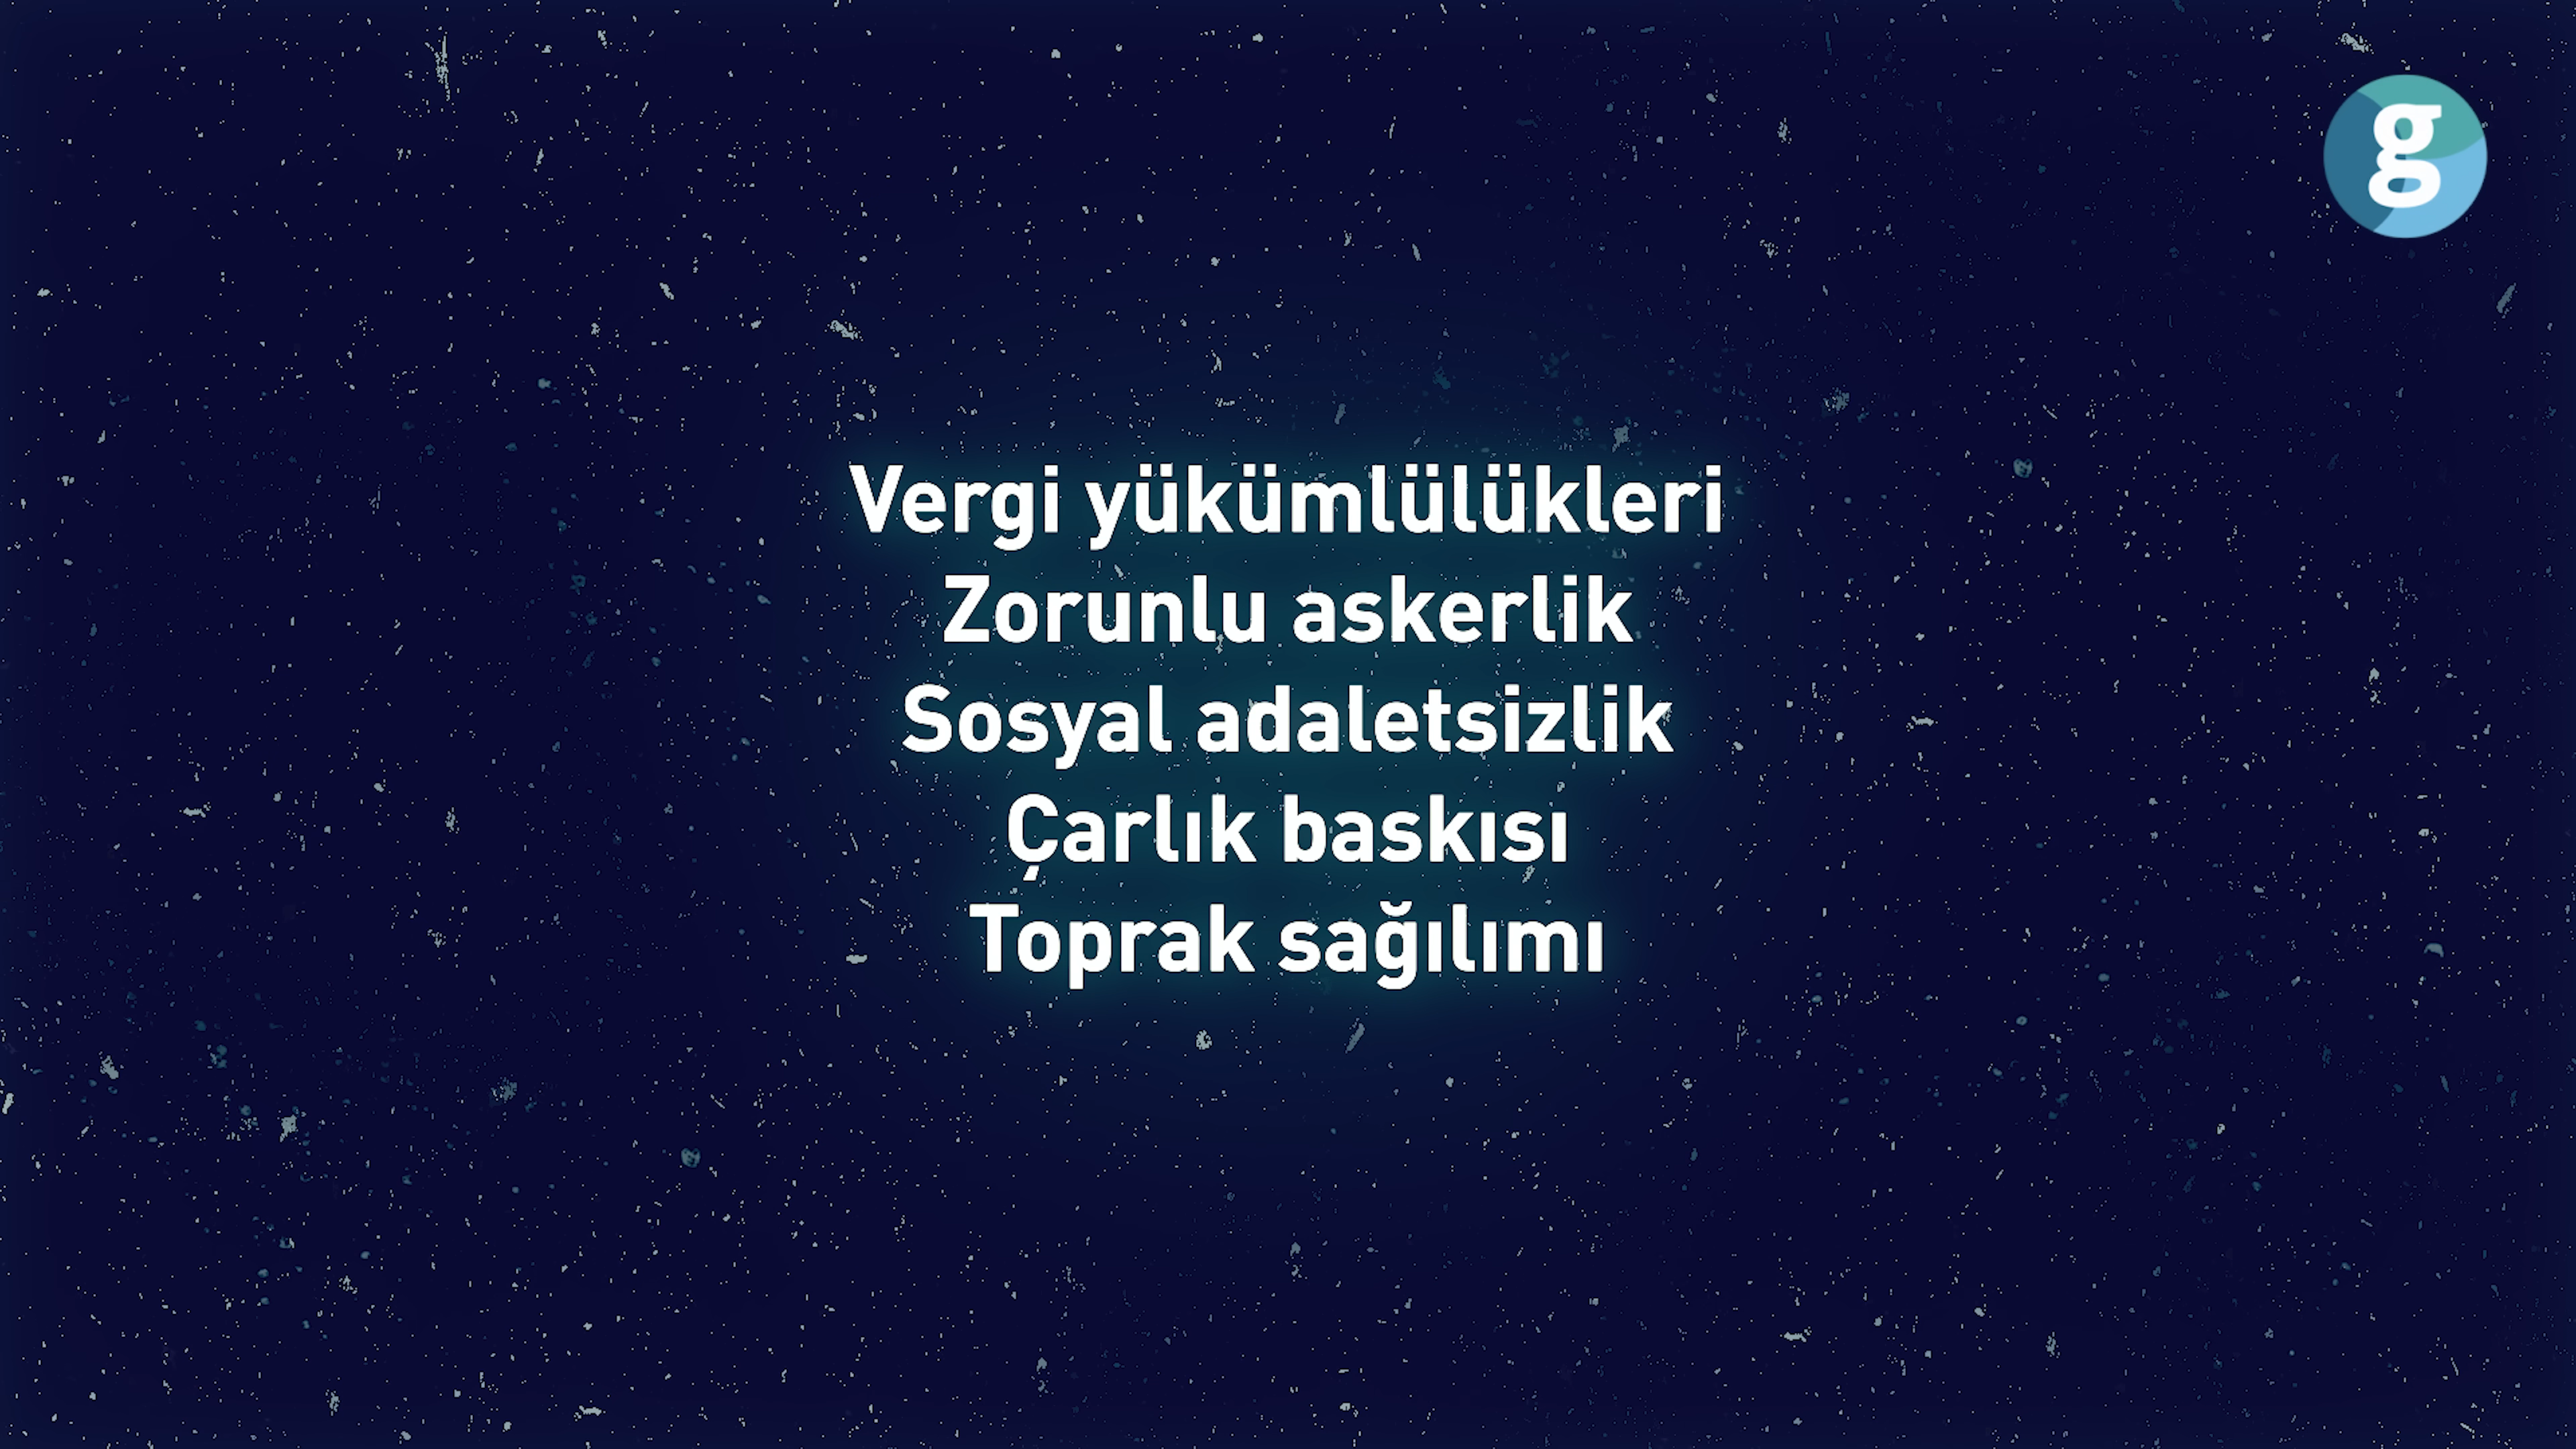 g
Vergi yükümlülükleri
Zorunlu askerlik
Sosyal adaletsizlik
Çarlık baskısı
Toprak sağılımı